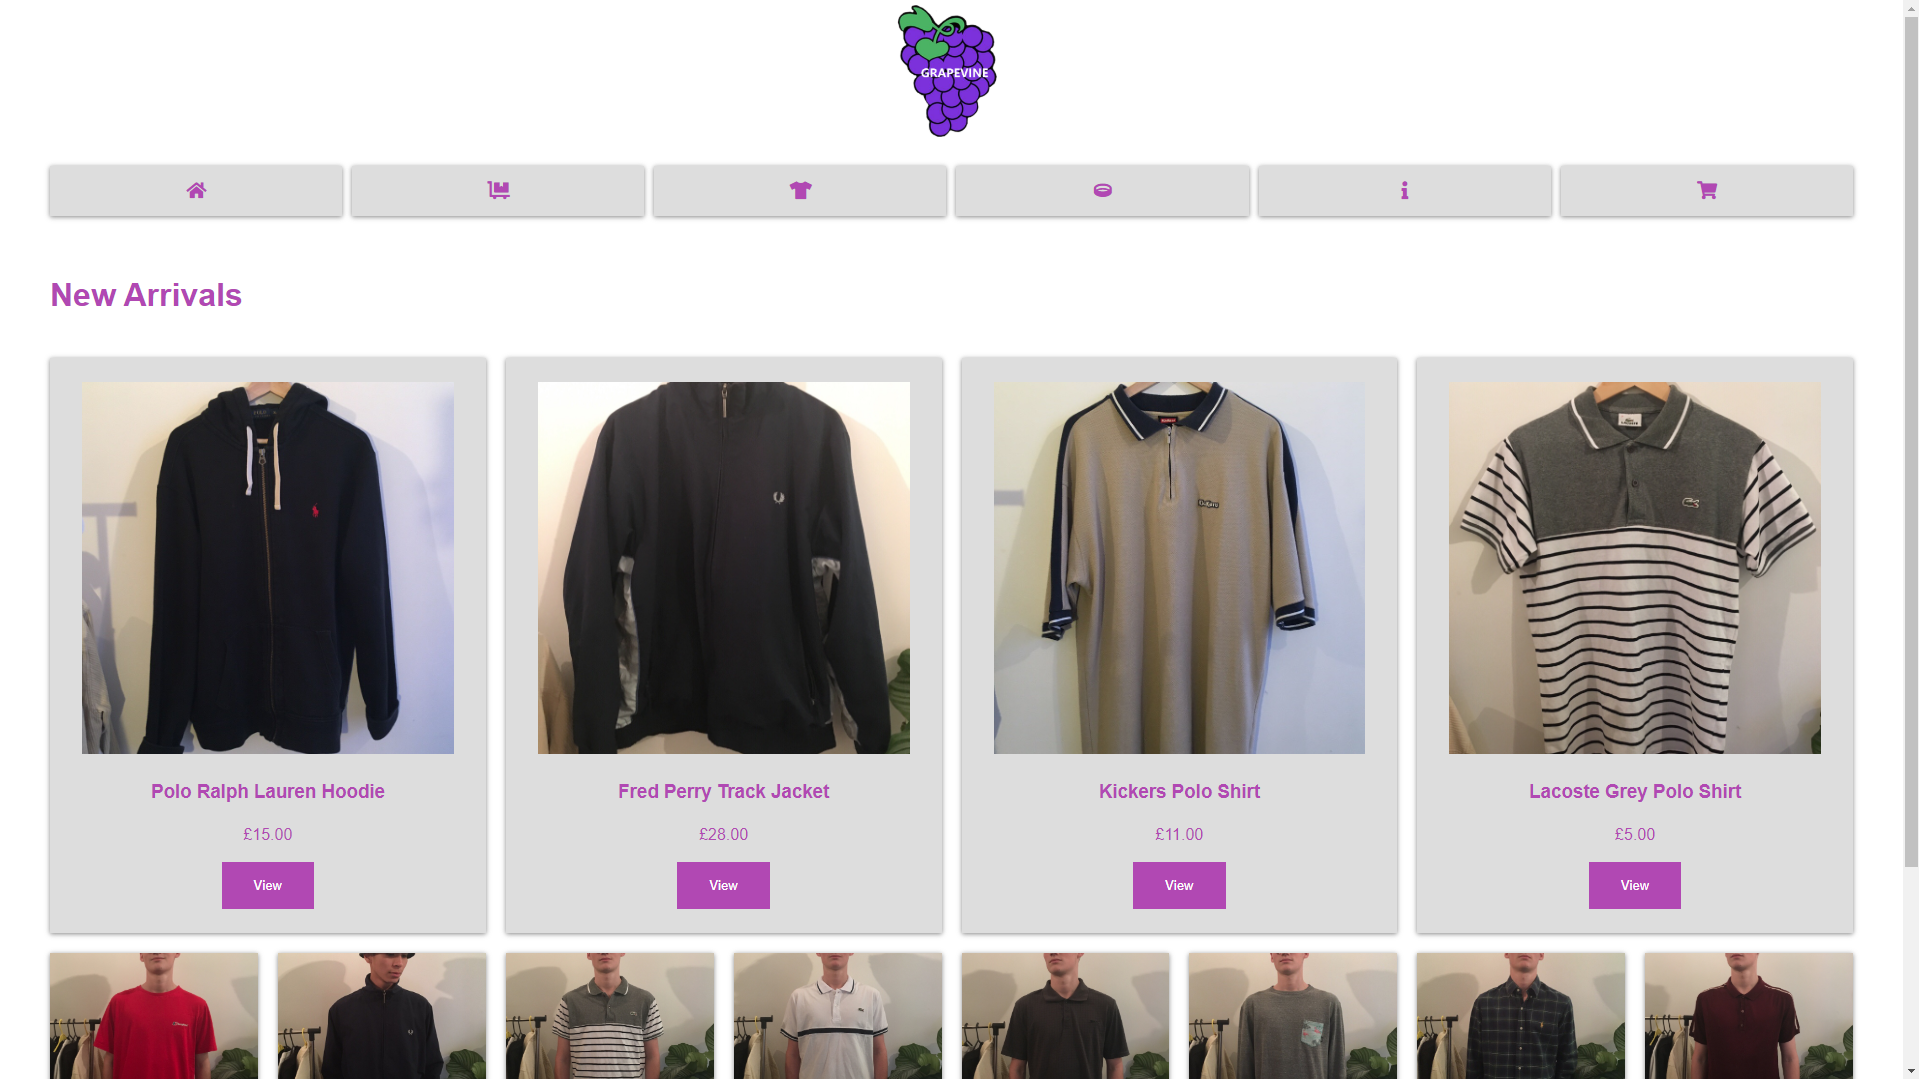 GRAPEVINE
New Arrivals
Polo Ralph Lauren Hoodie
£15.00
View
Fred Perry Track Jacket
£28.00
View
Kickers Polo Shirt
£11.00
View
Lacoste Grey Polo Shirt
£5.00
View